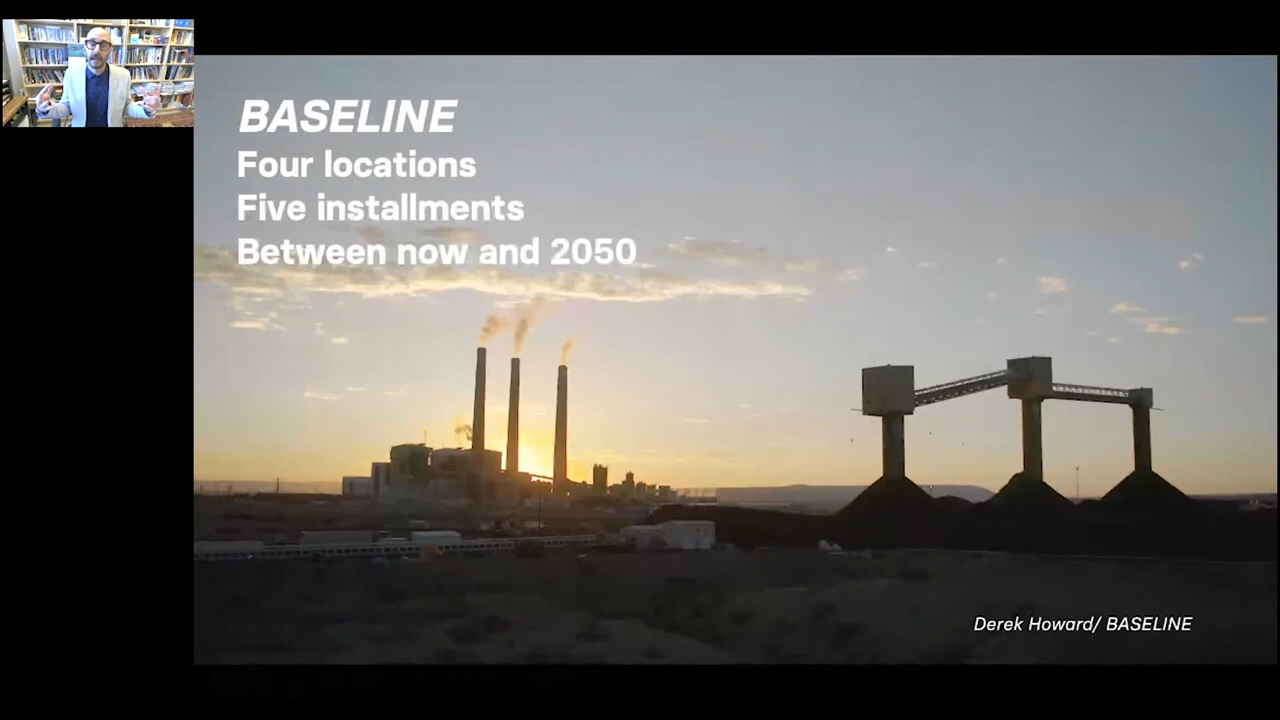 BASELINE
Four locations
Five installments
Between now and 2050
Derek Howard/ BASELINE